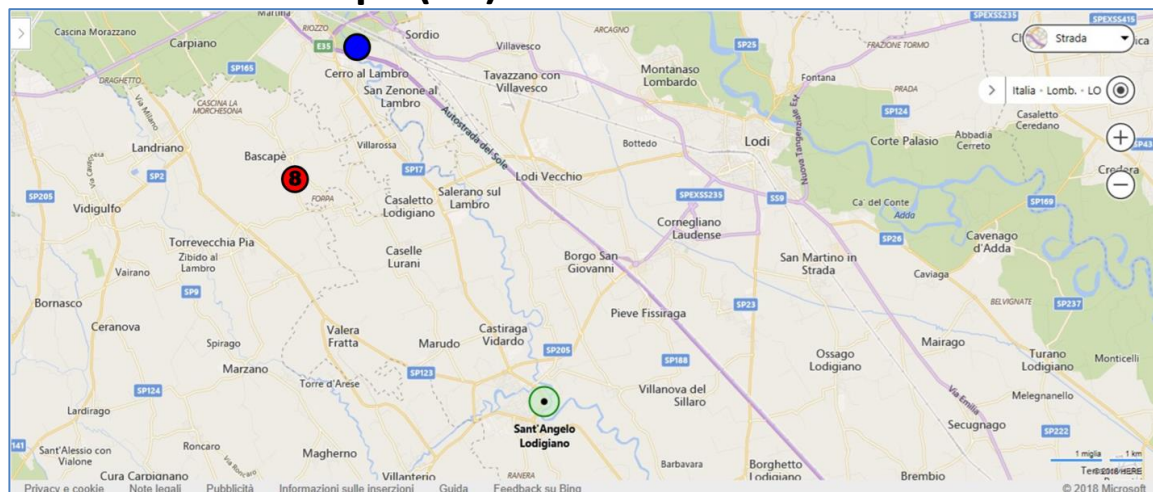 Martina
SPEXSS235
SPEXSS415
Cascina Morazzano
RIOZZO
Sordio
ARCAGNO
Carpiano
E35
Villavesco
SP25
FRAZIONE TORMO
Strada
SP165
Cerro al Lambro
Tavazzano con
Villavesco
Montanaso
Lombardo
Fontana
DRAGHETTO
CASCINA LA
MORCHESONA
San Zenone al
Lambro
PRADA
Italia - Lomb. - LO
Via Milano
Autostrada del Sole
Nuova Tangenziale Exss
SP124
Casaletto
Ceredano
Landriano
Bascapè
Villarossa
Bottedo
Lodi
Corte Palasio
Abbadia
Cerreto
SP43
SP2
SP17
Lodi Vecchio
Credera
8
Salerano sul
Lambro
SP205
FORPA
Casaletto
Lodigiano
SPEXSS235
SS9
Ca' del Conte
SP169
Vidigulfo
Cornegliano
Laudense
Adda
Torrevecchia Pia
Zibido al
Lambro
Caselle
Lurani
Borgo San
Giovanni
San Martino in
Strada
SP26
Cavenago
d'Adda
Vairano
Caviaga
SP9
Bornasco
SP23
BELVIGNATE
SP237
Ceranova
Valera
Fratta
Castiraga
Vidardo
Pieve Fissiraga
Spirago
Marudo
SP205
Mairago
Marzano
SP188
Ossago
Lodigiano
Turano
Lodigiano
Monticelli
SP124
Torre d'Arese
SP123
Villanova del
Sillaro
Via Emilia
Melegnanello
Lardirago
Sant'Angelo
Lodigiano
Secugnago
SP222
141
Sant'Alessio con
Vialone
Roncaro
Via Roncaro
Magherno
Barbavara
Borghetto
Lodigiano
1 miglia
1 km
Cura Carpignano
Villanterio
RANERA
Brembio
© 2018 HERE
Privacy e cookie
Note legali
Pubblicità
Informazioni sulle inserzioni
Guida
Feedback su Bing
© 2018 Microsoft